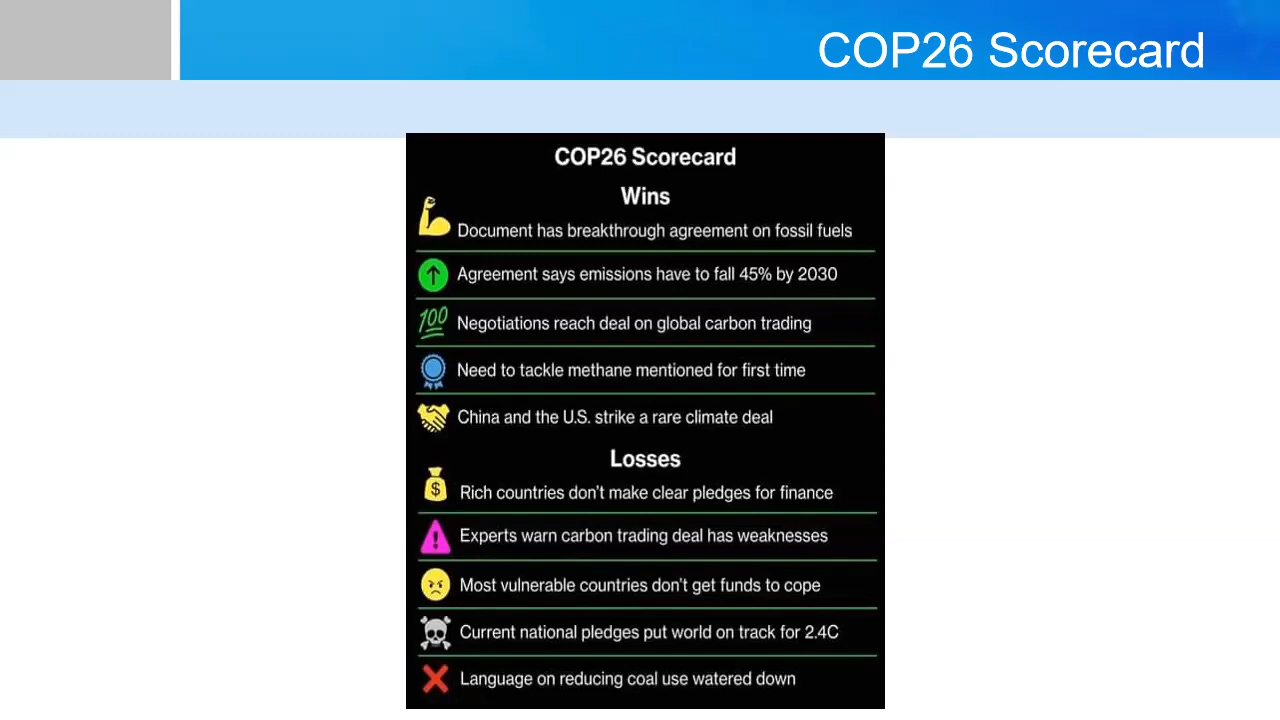 COP26 Scorecard
COP26 Scorecard
Wins
Document has breakthrough agreement on fossil fuels
Agreement says emissions have to fall 45% by 2030
100
Negotiations reach deal on global carbon trading
Need to tackle methane mentioned for first time
China and the U.S. strike a rare climate deal
Losses
$
Rich countries don't make clear pledges for finance
Experts warn carbon trading deal has weaknesses
Most vulnerable countries don't get funds to cope
Current national pledges put world on track for 2.4C
Language on reducing coal use watered down